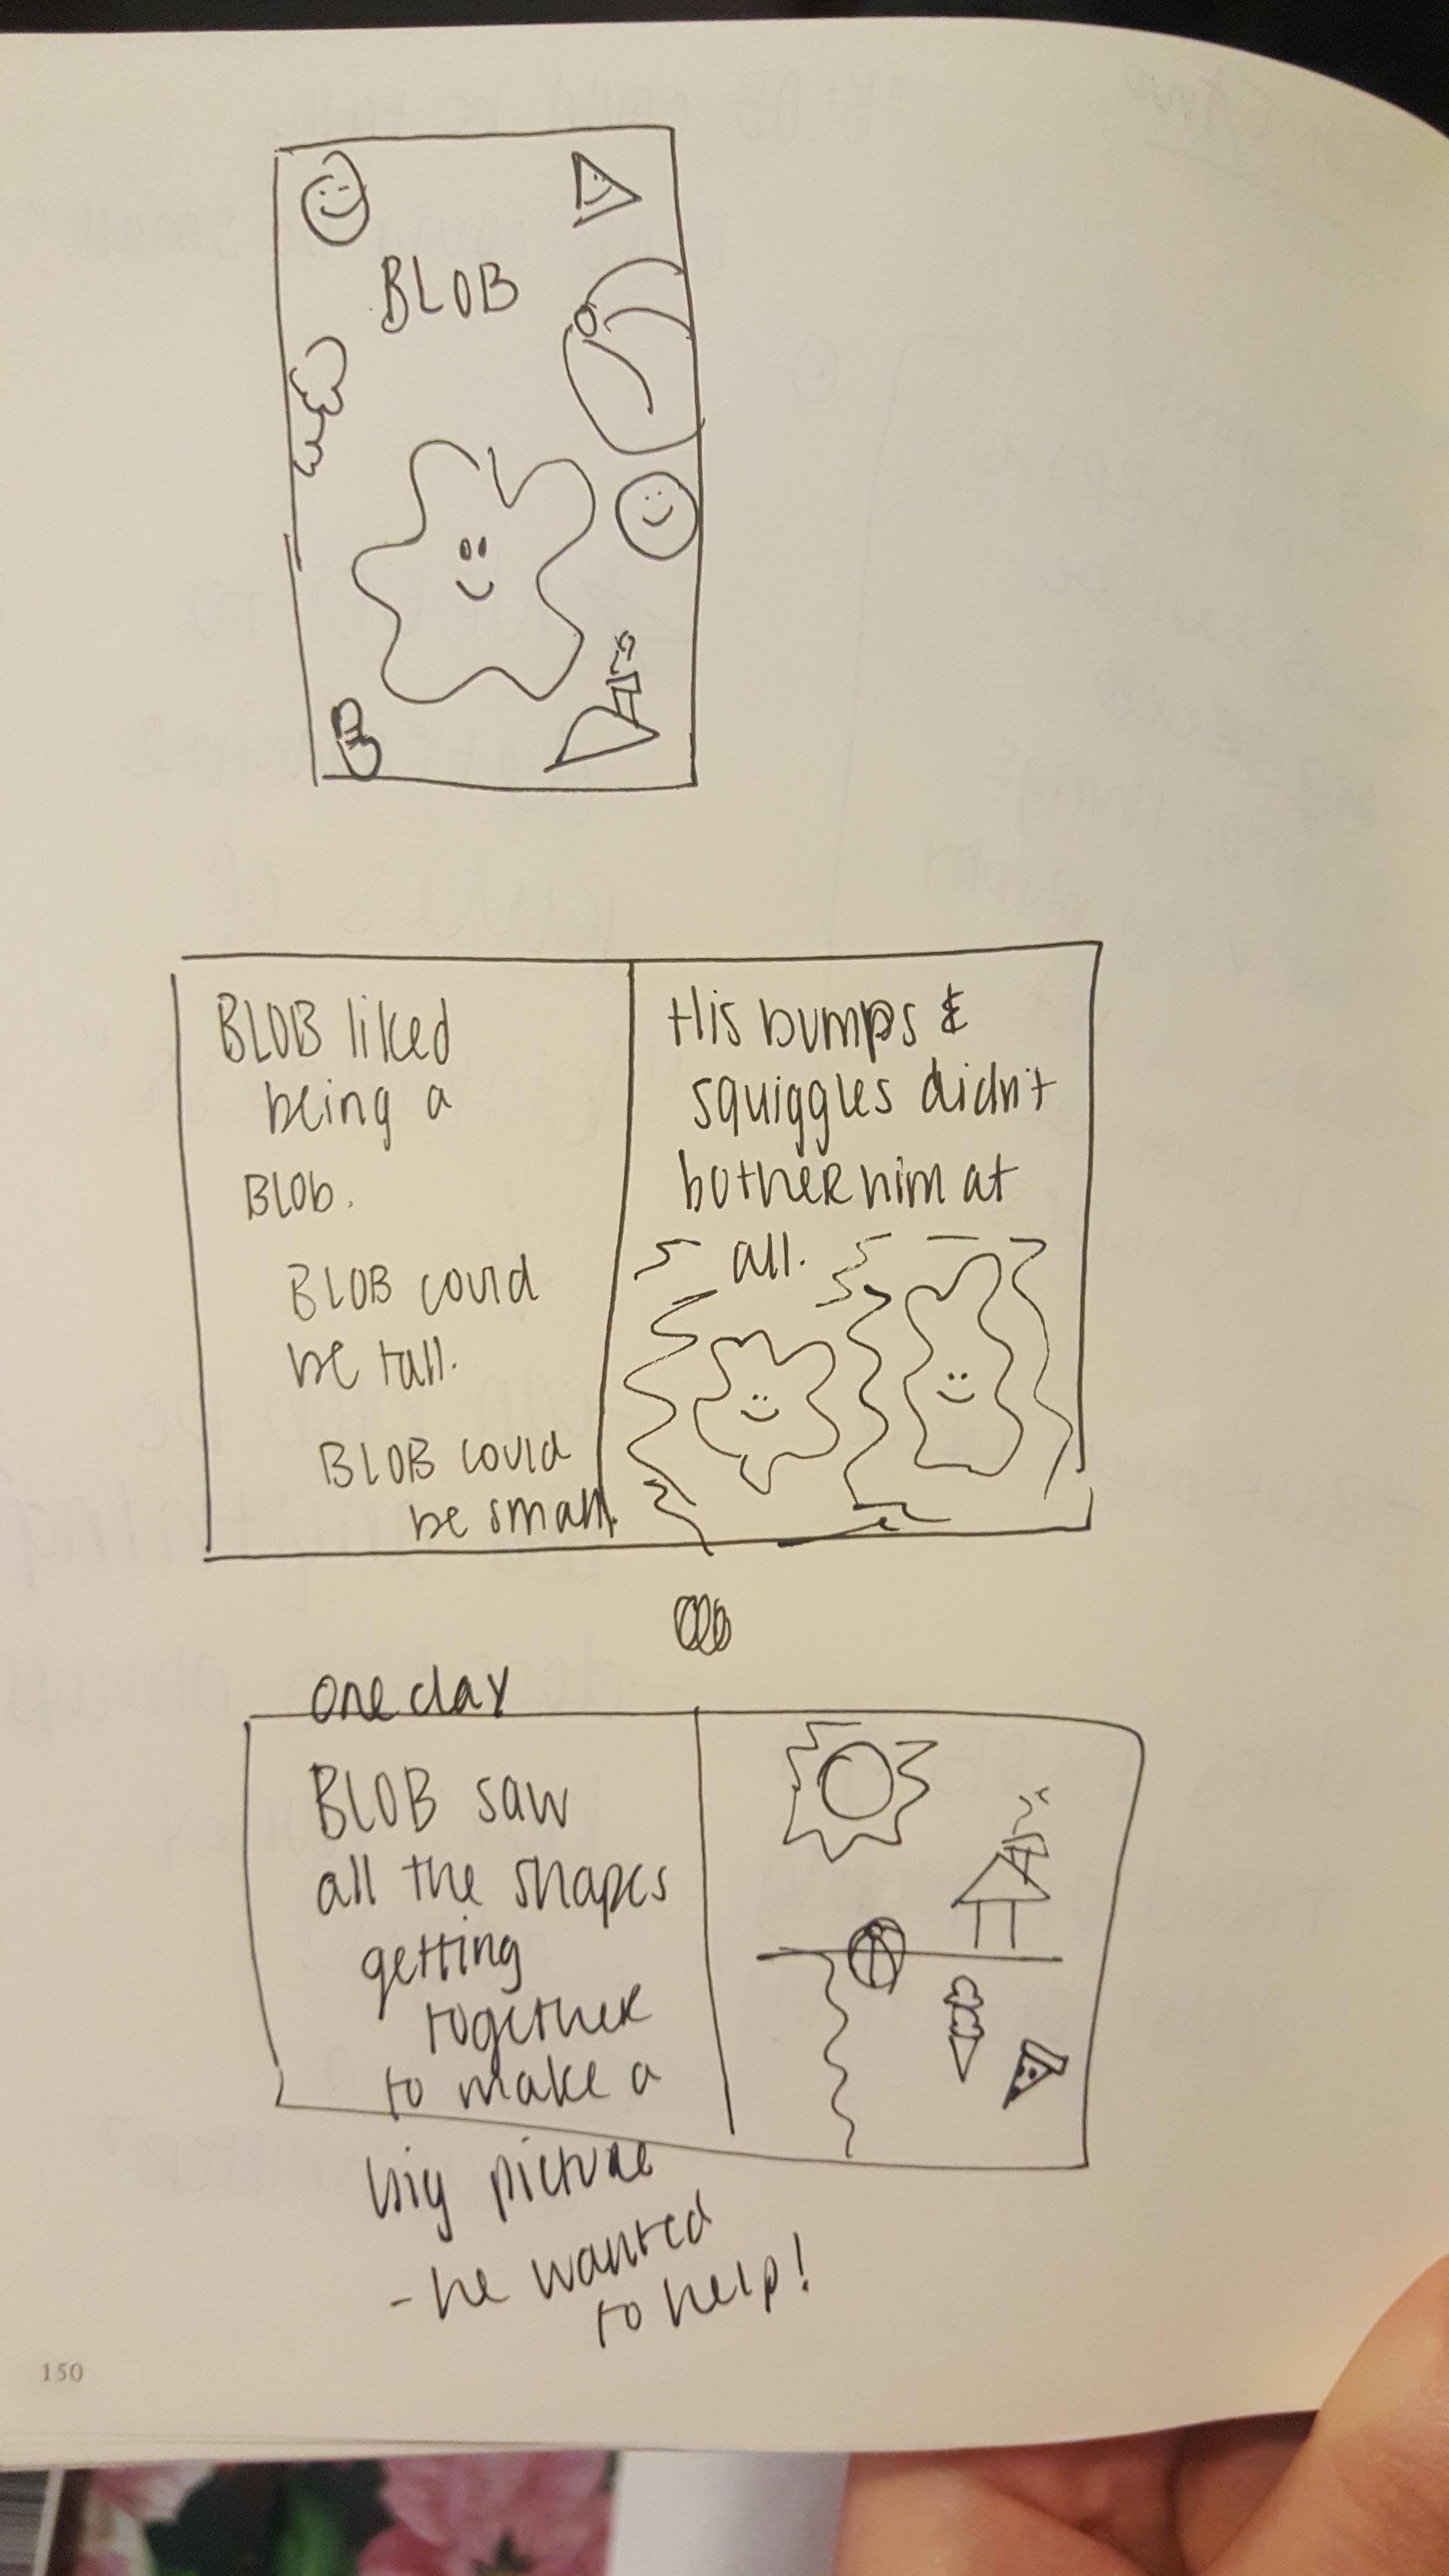 BLOB
BLOB liked
being a
Blob.
BLOB could
be tall.
BLOB could
be small.
His bumps &
squiggles didn't
bother him at
all.
one day
BLOB saw
all the shapes
getting
together
to make a
big picture
- he wanted
to help!
150